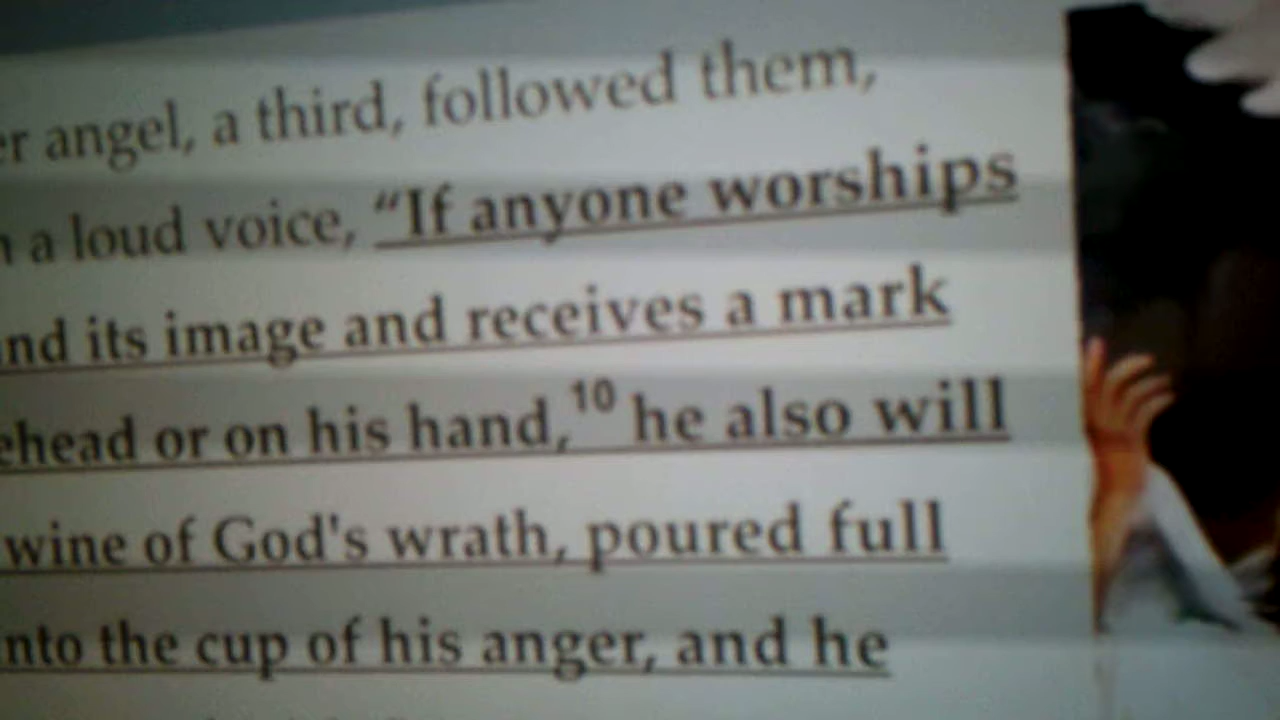 er angel, a third, followed them,
a loud voice, “If anyone worships
nd its image and receives a mark
ehead or on his hand,10 he also will
wine of God's wrath, poured full
nto the cup of his anger, and he